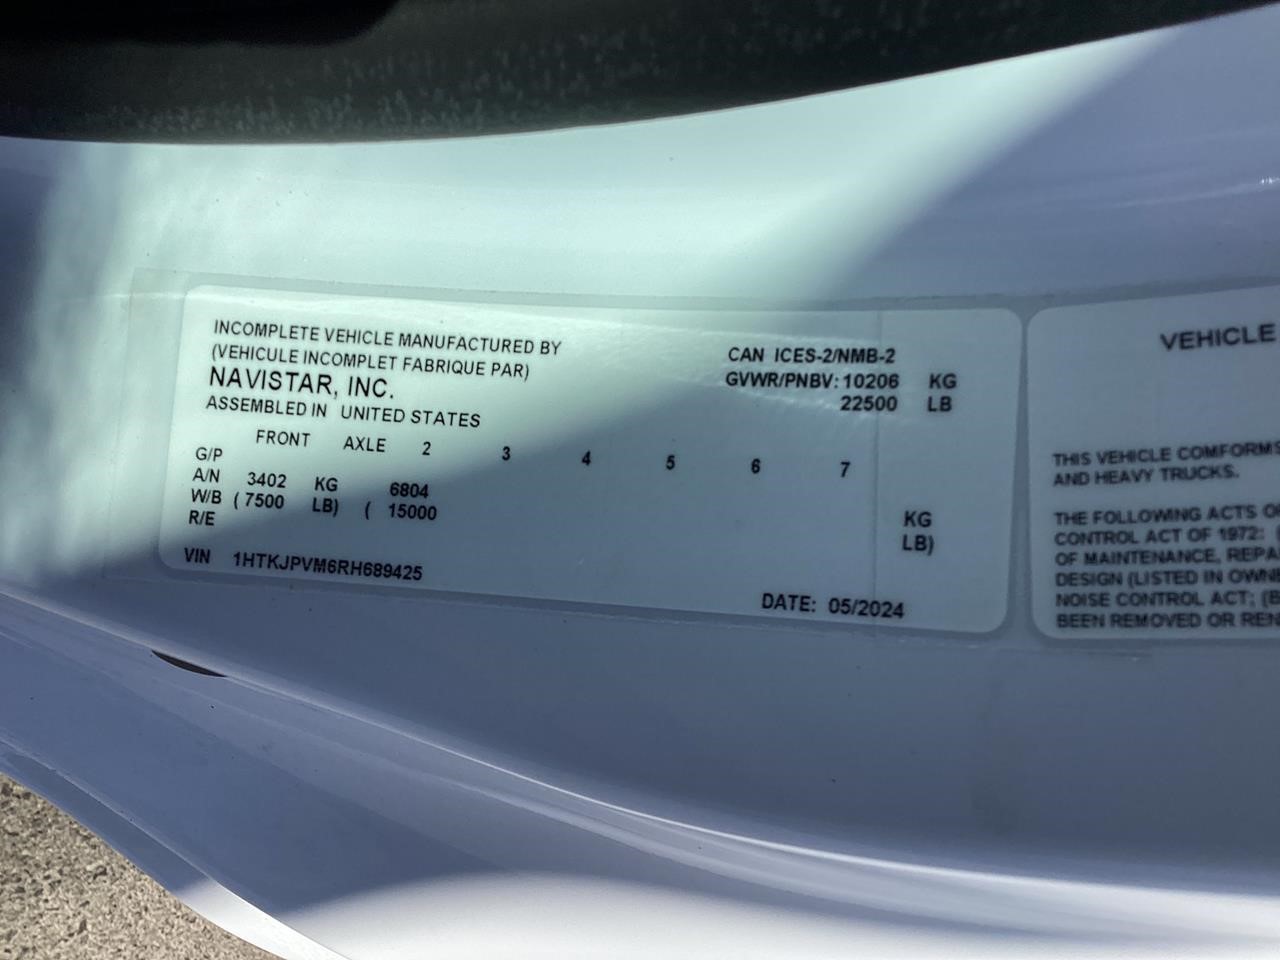 INCOMPLETE VEHICLE MANUFACTURED BY
(VEHICULE INCOMPLET FABRIQUE PAR)
NAVISTAR, INC.
ASSEMBLED IN UNITED STATES
CAN ICES-2/NMB-2
GVWR/PNBV: 10206 KG
22500 LB
FRONT AXLE 2 3 4 5 6 7
G/P
A/N 3402 KG 6804 KG
W/B ( 7500 LB) ( 15000 LB)
R/E
VIN 1HTKJPVM6RH689425
DATE: 05/2024
VEHICLE
THIS VEHICLE COMFORMS
AND HEAVY TRUCKS.
THE FOLLOWING ACTS
CONTROL ACT OF 1972: (
OF MAINTENANCE, REPA
DESIGN (LISTED IN OWNE
NOISE CONTROL ACT; (B
BEEN REMOVED OR REN